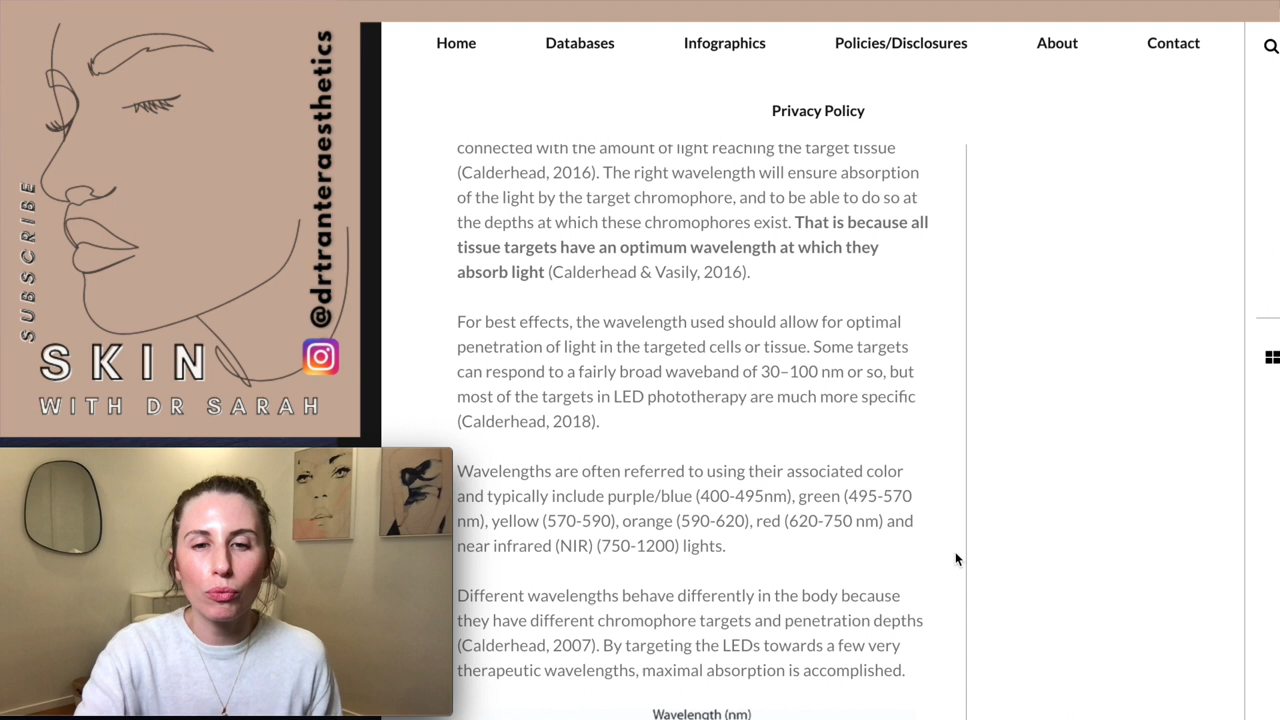 SUBSCRIBE
@drtranteraesthetics
SKIN
WITH DR SARAH
Home
Databases
Infographics
Policies/Disclosures
About
Contact
Privacy Policy
connected with the amount of light reaching the target tissue
(Calderhead, 2016). The right wavelength will ensure absorption
of the light by the target chromophore, and to be able to do so at
the depths at which these chromophores exist. That is because all
tissue targets have an optimum wavelength at which they
absorb light (Calderhead & Vasily, 2016).
For best effects, the wavelength used should allow for optimal
penetration of light in the targeted cells or tissue. Some targets
can respond to a fairly broad waveband of 30–100 nm or so, but
most of the targets in LED phototherapy are much more specific
(Calderhead, 2018).
Wavelengths are often referred to using their associated color
and typically include purple/blue (400-495nm), green (495-570
nm), yellow (570-590), orange (590-620), red (620-750 nm) and
near infrared (NIR) (750-1200) lights.
Different wavelengths behave differently in the body because
they have different chromophore targets and penetration depths
(Calderhead, 2007). By targeting the LEDs towards a few very
therapeutic wavelengths, maximal absorption is accomplished.
Wavelength (nm)